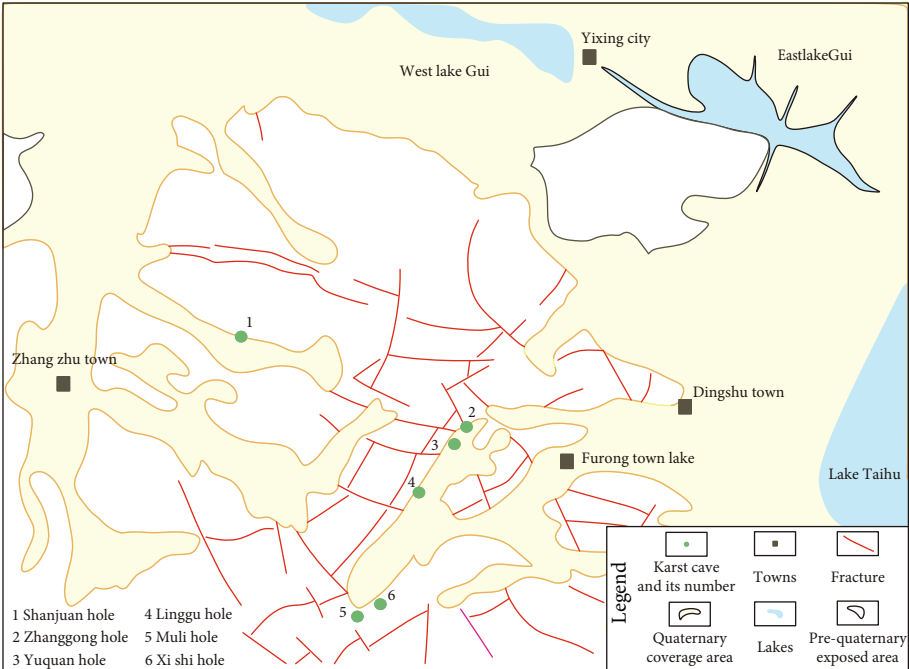 Yixing city
West lake Gui
EastlakeGui
1
Zhang zhu town
Dingshu town
2
3
Furong town lake
4
Lake Taihu
5
6
1 Shanjuan hole
2 Zhanggong hole
3 Yuquan hole
4 Linggu hole
5 Muli hole
6 Xi shi hole
Legend
Karst cave
and its number
Towns
Fracture
Quaternary
coverage area
Lakes
Pre-quaternary
exposed area